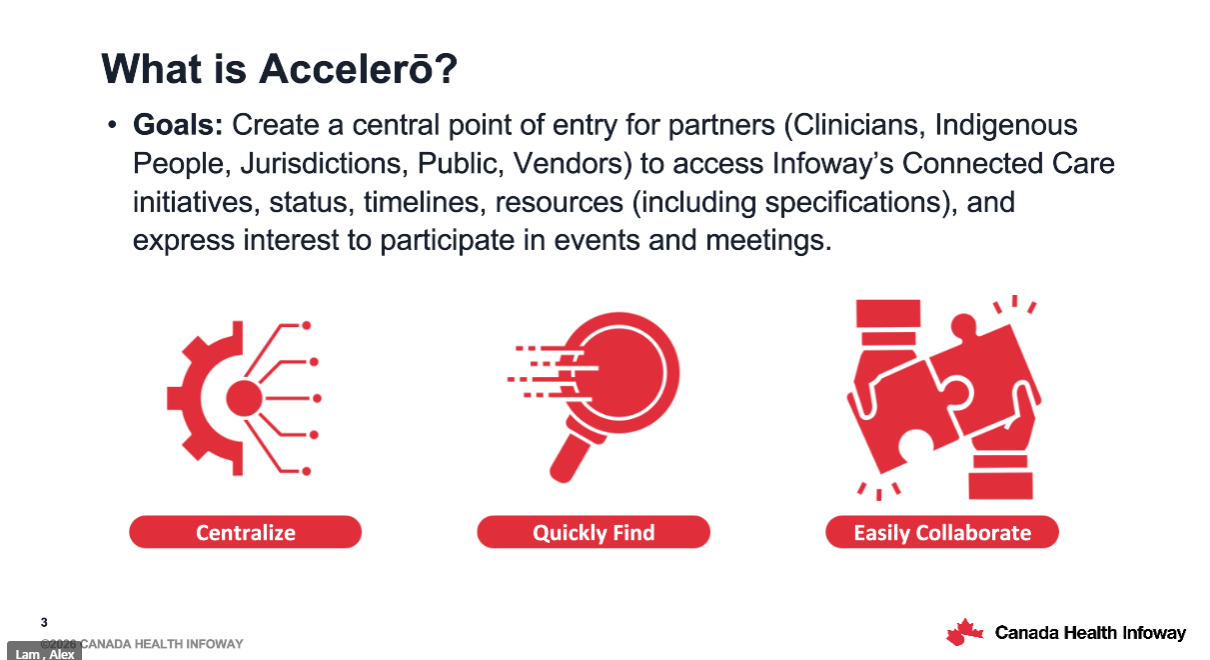 What is Accelerō?
• Goals: Create a central point of entry for partners (Clinicians, Indigenous
People, Jurisdictions, Public, Vendors) to access Infoway’s Connected Care
initiatives, status, timelines, resources (including specifications), and
express interest to participate in events and meetings.
Centralize
Quickly Find
Easily Collaborate
3
©2026 CANADA HEALTH INFOWAY
Lam , Alex
Canada Health Infoway